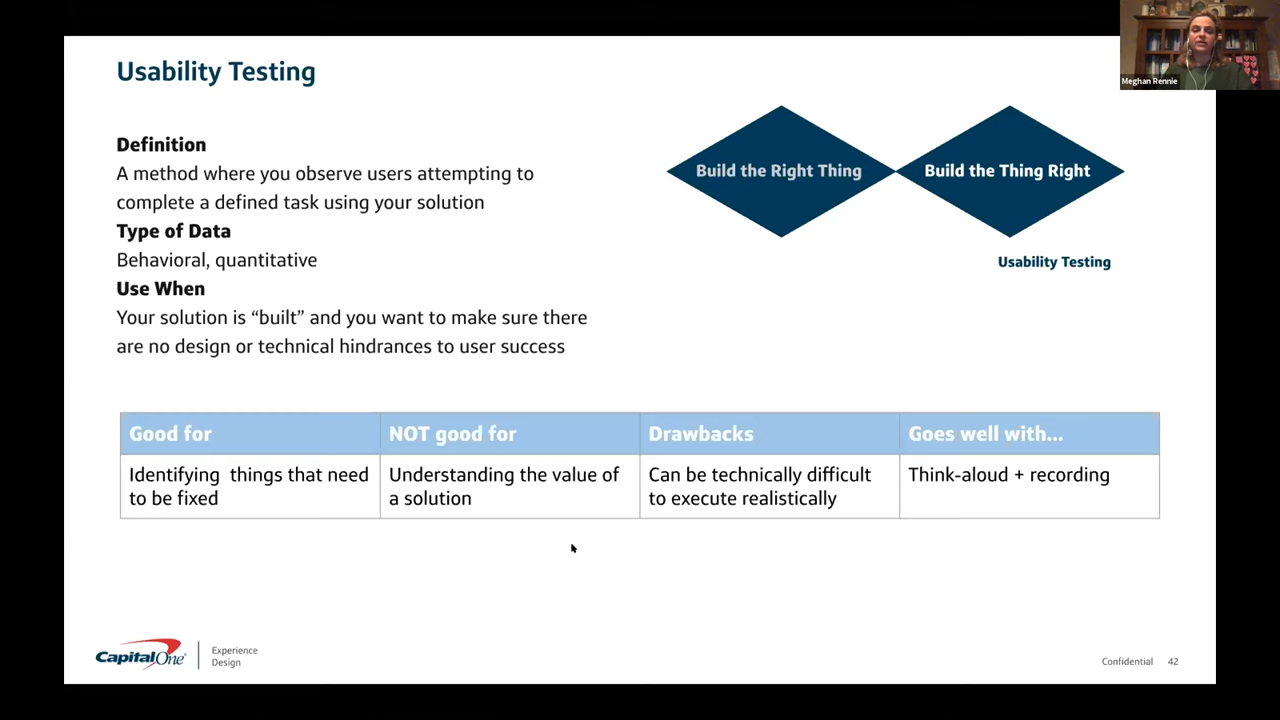 Usability Testing
Meghan Rennie
Definition
A method where you observe users attempting to
complete a defined task using your solution
Type of Data
Behavioral, quantitative
Use When
Your solution is “built” and you want to make sure there
are no design or technical hindrances to user success
Build the Right Thing
Build the Thing Right
Usability Testing
Good for
NOT good for
Drawbacks
Goes well with...
Identifying  things that need
to be fixed
Understanding the value of
a solution
Can be technically difficult
to execute realistically
Think-aloud + recording
Capital One
Experience
Design
Confidential
42